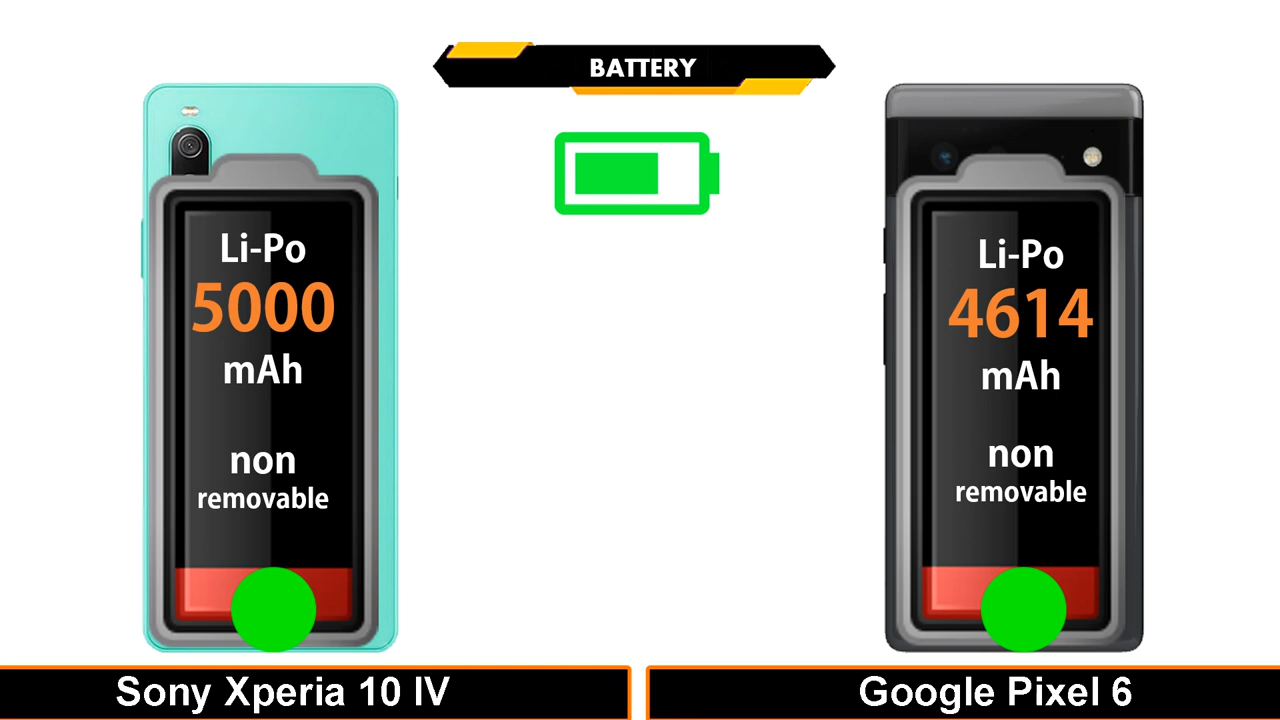 BATTERY
Li-Po
5000
mAh
non
removable
Li-Po
4614
mAh
non
removable
Sony Xperia 10 IV
Google Pixel 6